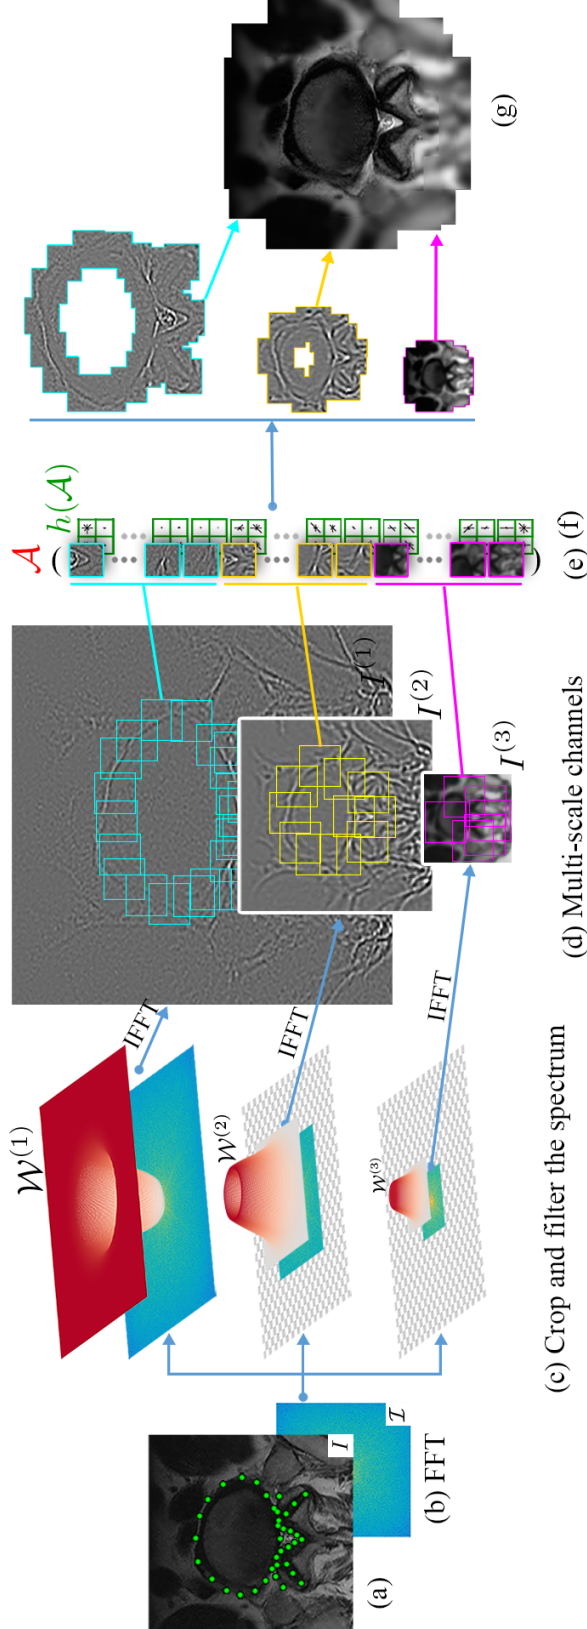 (a)
I
(b) FFT
𝓘
(c) Crop and filter the spectrum
𝒲⁽¹⁾
𝒲⁽²⁾
𝒲⁽³⁾
IFFT
IFFT
IFFT
(d) Multi-scale channels
I⁽¹⁾
I⁽²⁾
I⁽³⁾
𝒜
h(𝒜)
(
)
(e)
(f)
(g)